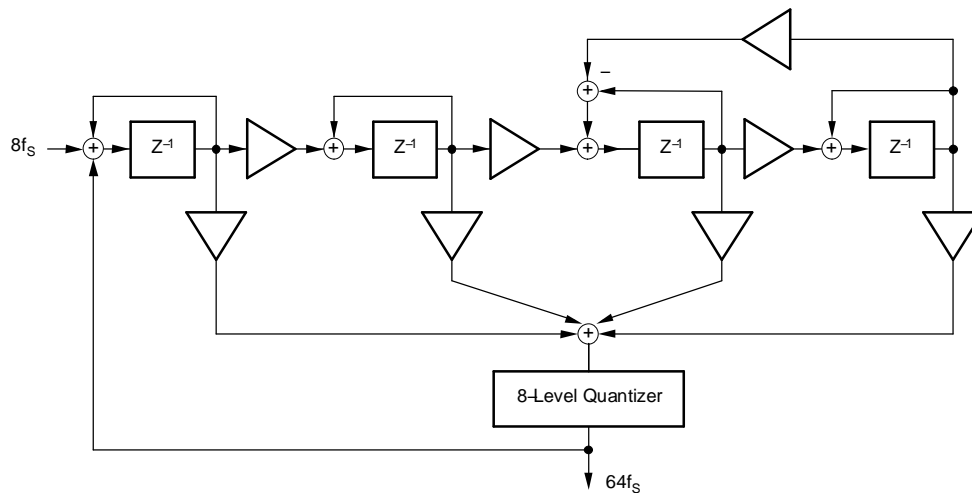 –
+
8fS
+
Z–1
+
Z–1
+
Z–1
+
Z–1
+
8–Level Quantizer
64fS